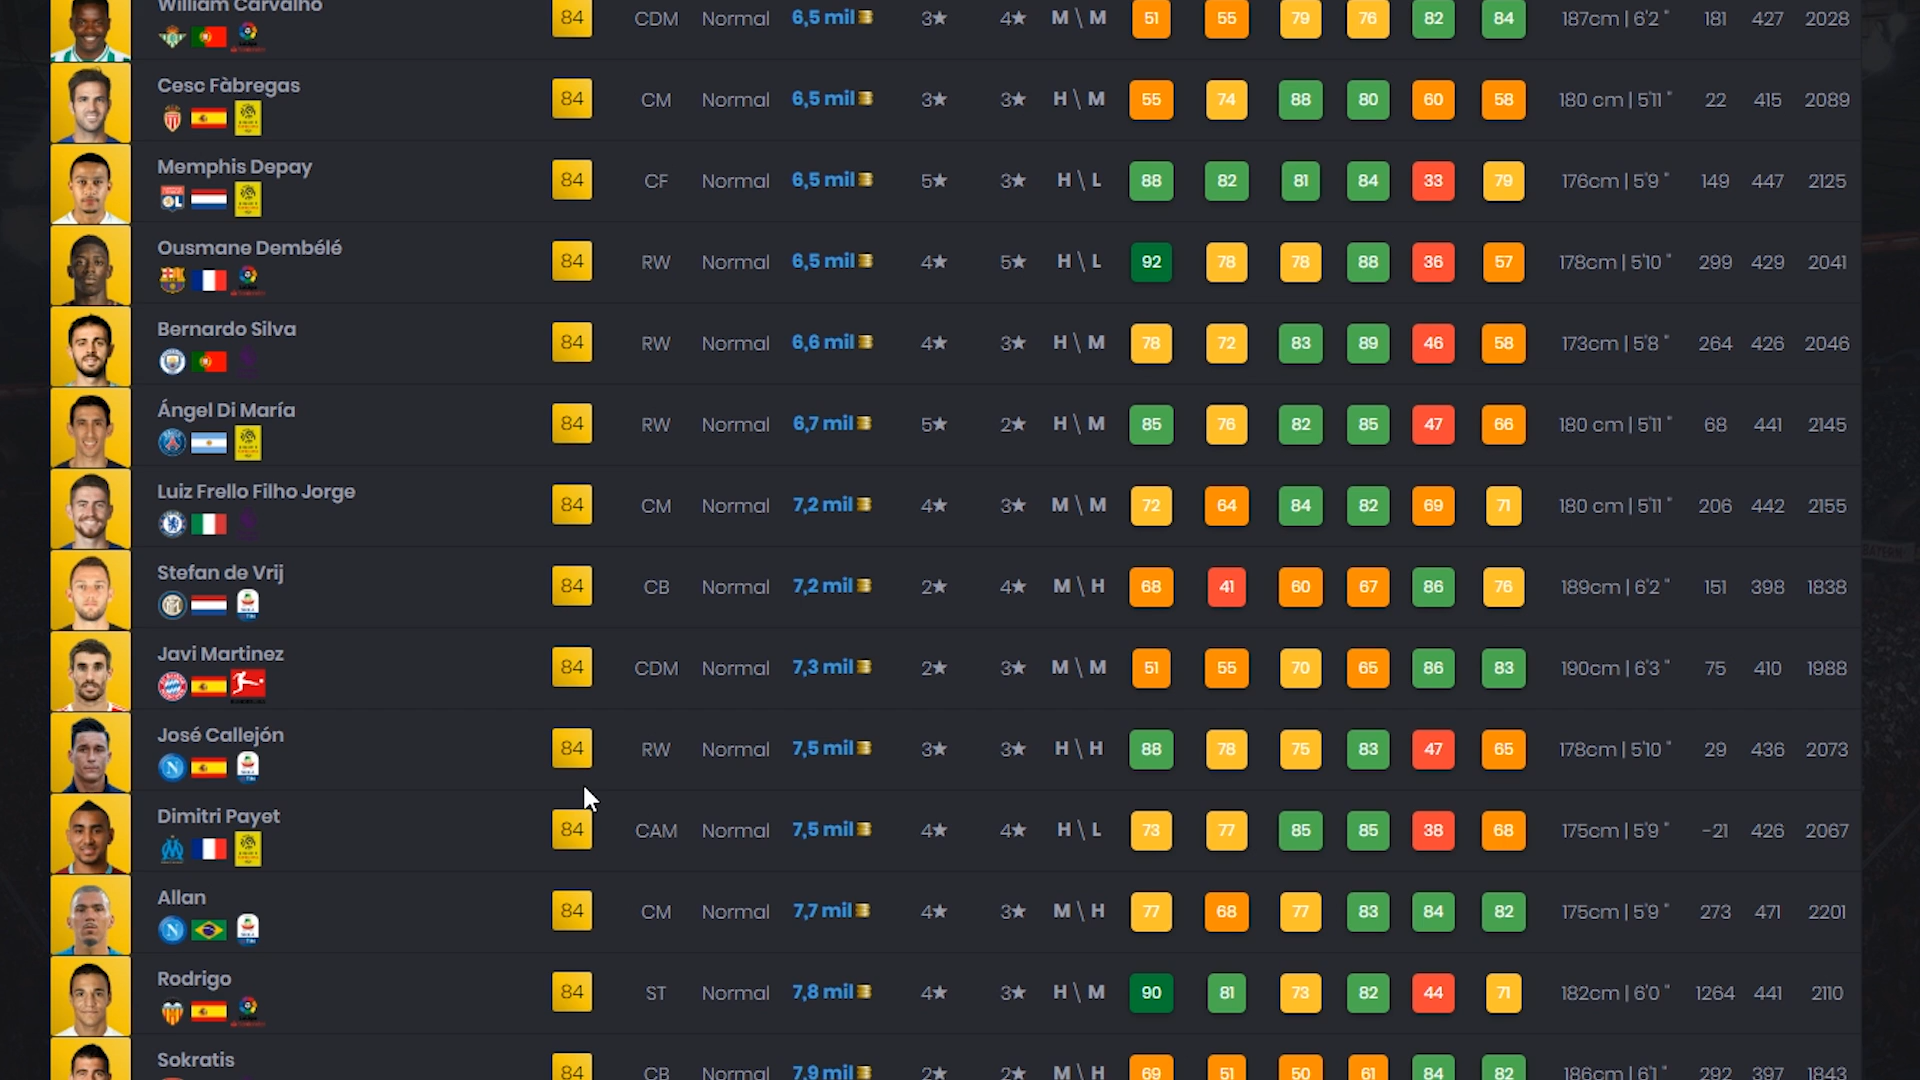 William Carvalho 84 CDM Normal 6,5 mil 3★ 4★ M \ M 51 55 79 76 82 84 187cm | 6'2 " 181 427 2028
Cesc Fàbregas 84 CM Normal 6,5 mil 3★ 3★ H \ M 55 74 88 80 60 58 180 cm | 5'11 " 22 415 2089
Memphis Depay 84 CF Normal 6,5 mil 5★ 3★ H \ L 88 82 81 84 33 79 176cm | 5'9 " 149 447 2125
Ousmane Dembélé 84 RW Normal 6,5 mil 4★ 5★ H \ L 92 78 78 88 36 57 178cm | 5'10 " 299 429 2041
Bernardo Silva 84 RW Normal 6,6 mil 4★ 3★ H \ M 78 72 83 89 46 58 173cm | 5'8 " 264 426 2046
Ángel Di María 84 RW Normal 6,7 mil 5★ 2★ H \ M 85 76 82 85 47 66 180 cm | 5'11 " 68 441 2145
Luiz Frello Filho Jorge 84 CM Normal 7,2 mil 4★ 3★ M \ M 72 64 84 82 69 71 180 cm | 5'11 " 206 442 2155
Stefan de Vrij 84 CB Normal 7,2 mil 2★ 4★ M \ H 68 41 60 67 86 76 189cm | 6'2 " 151 398 1838
Javi Martinez 84 CDM Normal 7,3 mil 2★ 3★ M \ M 51 55 70 65 86 83 190cm | 6'3 " 75 410 1988
José Callejón 84 RW Normal 7,5 mil 3★ 3★ H \ H 88 78 75 83 47 65 178cm | 5'10 " 29 436 2073
Dimitri Payet 84 CAM Normal 7,5 mil 4★ 4★ H \ L 73 77 85 85 38 68 175cm | 5'9 " -21 426 2067
Allan 84 CM Normal 7,7 mil 4★ 3★ M \ H 77 68 77 83 84 82 175cm | 5'9 " 273 471 2201
Rodrigo 84 ST Normal 7,8 mil 4★ 3★ H \ M 90 81 73 82 44 71 182cm | 6'0 " 1264 441 2110
Sokratis 84 CB Normal 7,9 mil 2★ 3★ M \ H 69 51 50 61 84 82 186cm | 6'1 " 292 397 1843